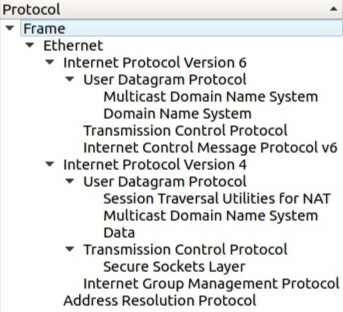 Protocol
Frame
Ethernet
Internet Protocol Version 6
User Datagram Protocol
Multicast Domain Name System
Domain Name System
Transmission Control Protocol
Internet Control Message Protocol v6
Internet Protocol Version 4
User Datagram Protocol
Session Traversal Utilities for NAT
Multicast Domain Name System
Data
Transmission Control Protocol
Secure Sockets Layer
Internet Group Management Protocol
Address Resolution Protocol